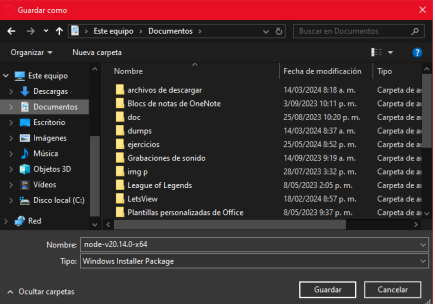 Guardar como
Este equipo > Documentos >
Buscar en Documentos
Organizar
Nueva carpeta
Nombre
Fecha de modificación
Tipo
Este equipo
Descargas
Documentos
Escritorio
Imágenes
Música
Objetos 3D
Vídeos
Disco local (C:)
Red
archivos de descargar 14/03/2024 8:18 a. m. Carpeta de a
Blocs de notas de OneNote 3/09/2023 10:11 p. m. Carpeta de a
doc 25/08/2023 10:20 p. m. Carpeta de a
dumps 14/03/2024 8:37 a. m. Carpeta de a
ejercicios 25/05/2024 8:52 p. m. Carpeta de a
Grabaciones de sonido 14/09/2023 9:19 a. m. Carpeta de a
img p 28/07/2023 3:32 p. m. Carpeta de a
League of Legends 8/05/2023 2:05 p. m. Carpeta de a
LetsView 18/02/2024 8:57 p. m. Carpeta de a
Plantillas personalizadas de Office 8/05/2023 9:37 p. m. Carpeta de a
Nombre: node-v20.14.0-x64
Tipo: Windows Installer Package
Ocultar carpetas
Guardar
Cancelar